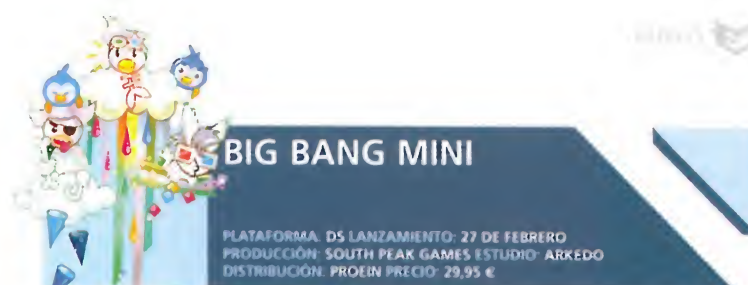 BIG BANG MINI
PLATAFORMA: DS LANZAMIENTO: 27 DE FEBRERO
PRODUCCIÓN: SOUTH PEAK GAMES ESTUDIO: ARKEDO
DISTRIBUCIÓN: PROEIN PRECIO: 29,95 €